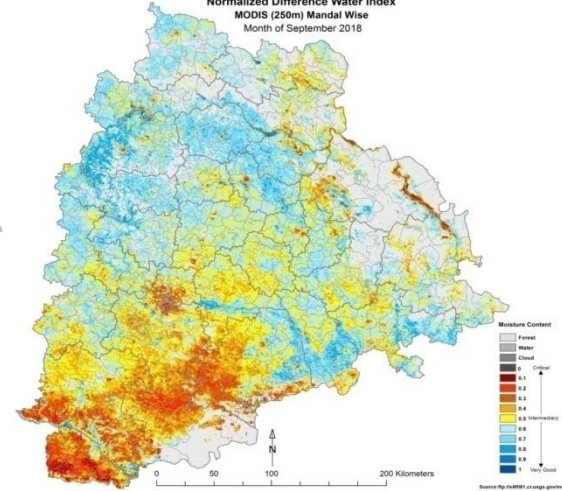 Normalized Difference Water Index
MODIS (250m) Mandal Wise
Month of September 2018
Moisture Content
Forest
Water
Cloud
0 Critical
0.1
0.2
0.3
0.4
0.5 Intermediary
0.6
0.7
0.8
0.9
1 Very Good
N
0 50 100 200 Kilometers